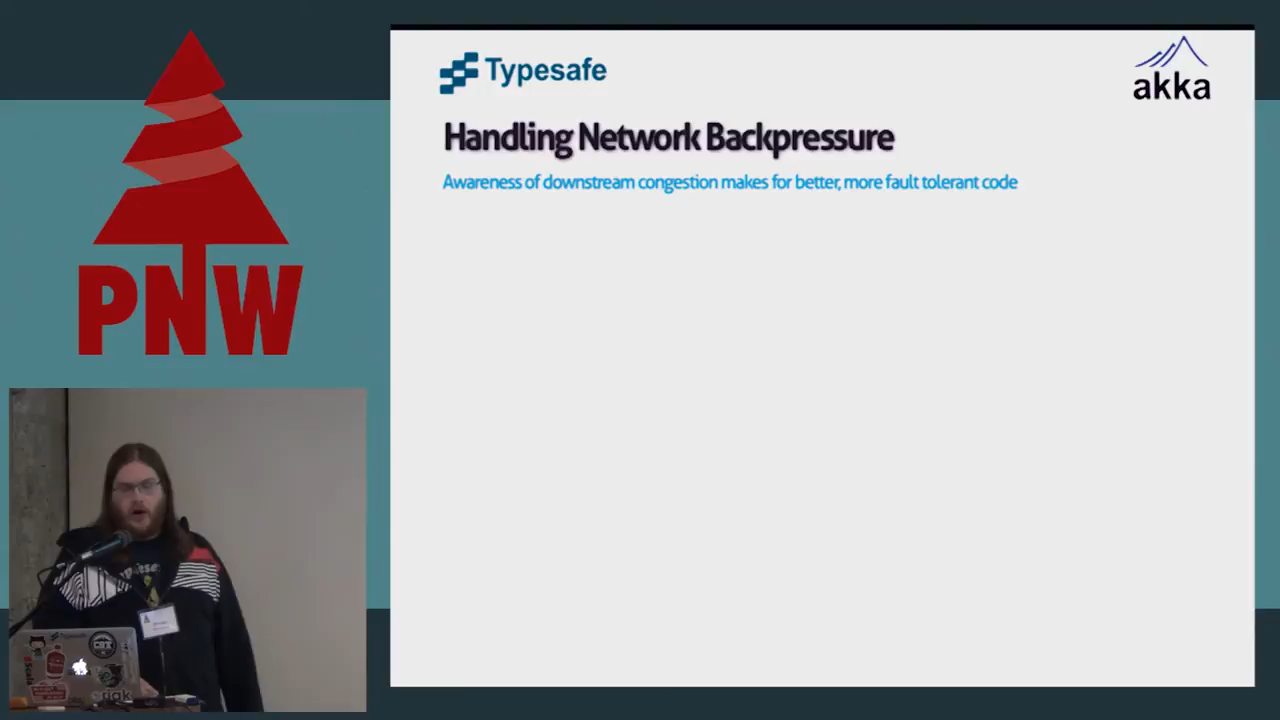 PNW
Typesafe
akka
Handling Network Backpressure
Awareness of downstream congestion makes for better, more fault tolerant code